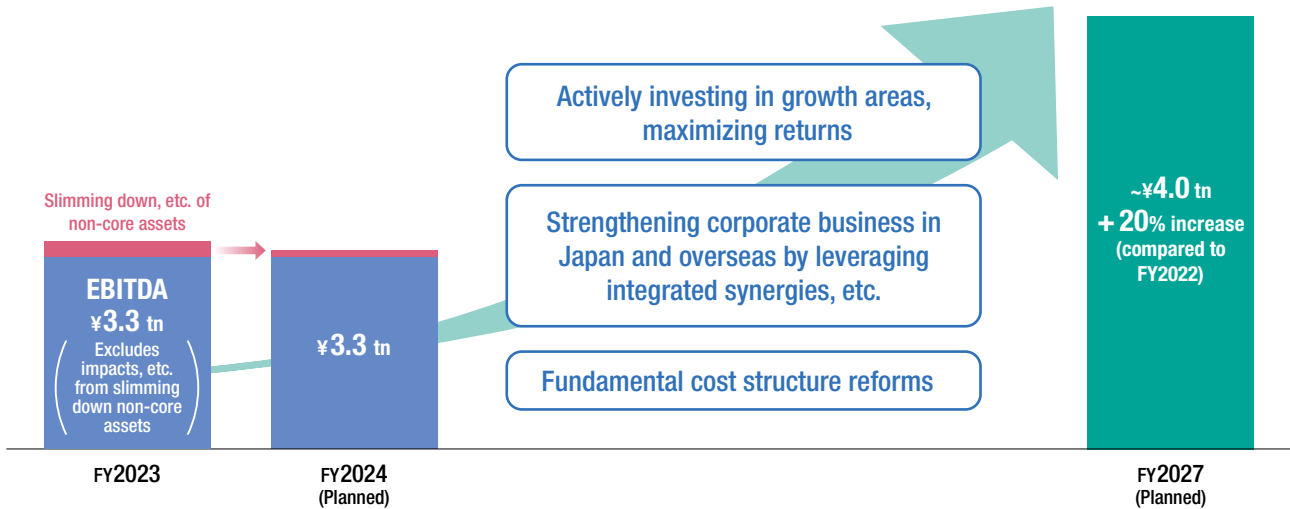 Slimming down, etc. of
non-core assets
EBITDA
¥3.3 tn
Excludes
impacts, etc.
from slimming
down non-core
assets
FY2023
¥3.3 tn
FY2024
(Planned)
Actively investing in growth areas,
maximizing returns
Strengthening corporate business in
Japan and overseas by leveraging
integrated synergies, etc.
Fundamental cost structure reforms
~¥4.0 tn
+ 20% increase
(compared to
FY2022)
FY2027
(Planned)